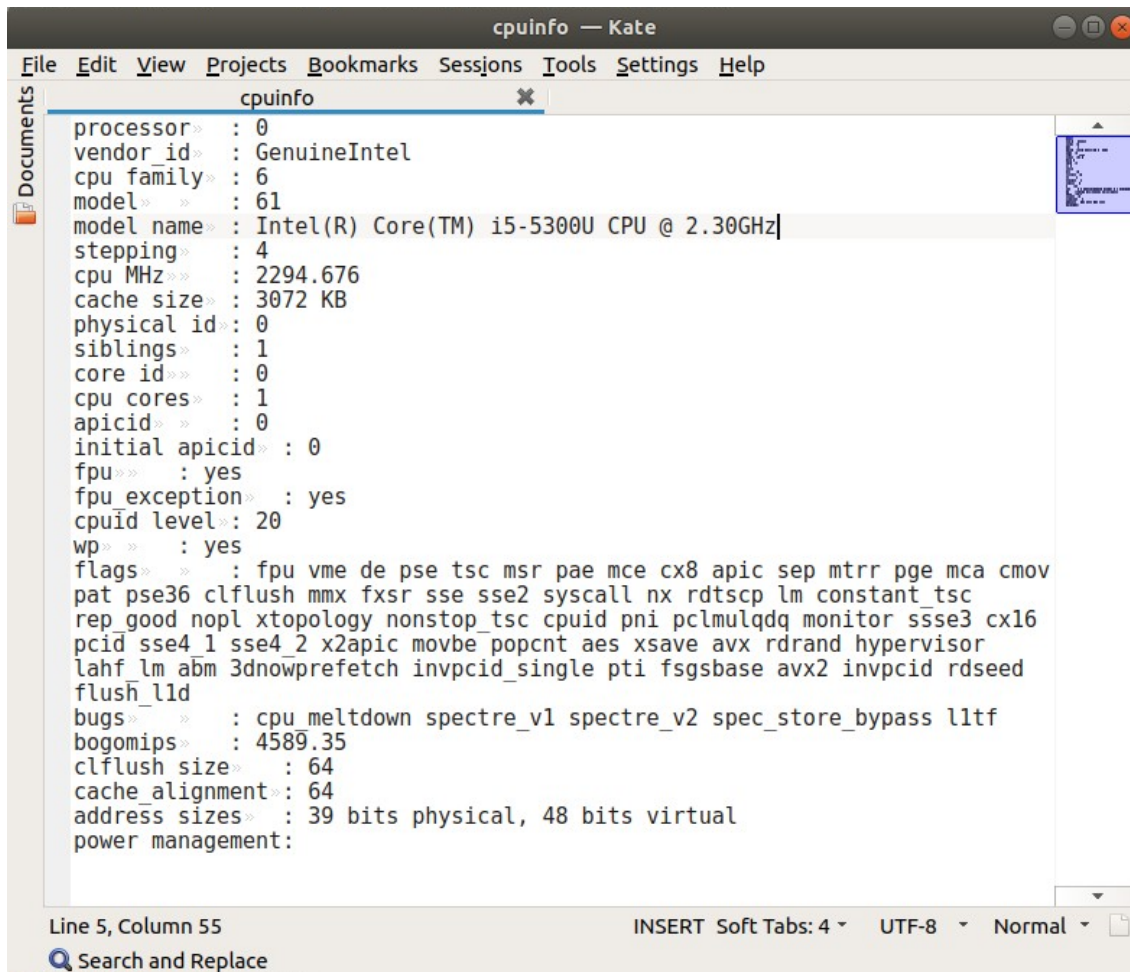 cpuinfo — Kate
File Edit View Projects Bookmarks Sessions Tools Settings Help
Documents
cpuinfo
processor» : 0
vendor_id» : GenuineIntel
cpu family» : 6
model» » : 61
model name» : Intel(R) Core(TM) i5-5300U CPU @ 2.30GHz
stepping» : 4
cpu MHz»» : 2294.676
cache size» : 3072 KB
physical id»: 0
siblings» : 1
core id»» : 0
cpu cores» : 1
apicid» » : 0
initial apicid» : 0
fpu»» : yes
fpu_exception» : yes
cpuid level»: 20
wp» » : yes
flags» » : fpu vme de pse tsc msr pae mce cx8 apic sep mtrr pge mca cmov
pat pse36 clflush mmx fxsr sse sse2 syscall nx rdtscp lm constant_tsc
rep_good nopl xtopology nonstop_tsc cpuid pni pclmulqdq monitor ssse3 cx16
pcid sse4_1 sse4_2 x2apic movbe popcnt aes xsave avx rdrand hypervisor
lahf_lm abm 3dnowprefetch invpcid_single pti fsgsbase avx2 invpcid rdseed
flush_l1d
bugs» » : cpu_meltdown spectre_v1 spectre_v2 spec_store_bypass l1tf
bogomips» : 4589.35
clflush size» : 64
cache_alignment»: 64
address sizes» : 39 bits physical, 48 bits virtual
power management:
Line 5, Column 55 INSERT Soft Tabs: 4 UTF-8 Normal
Search and Replace